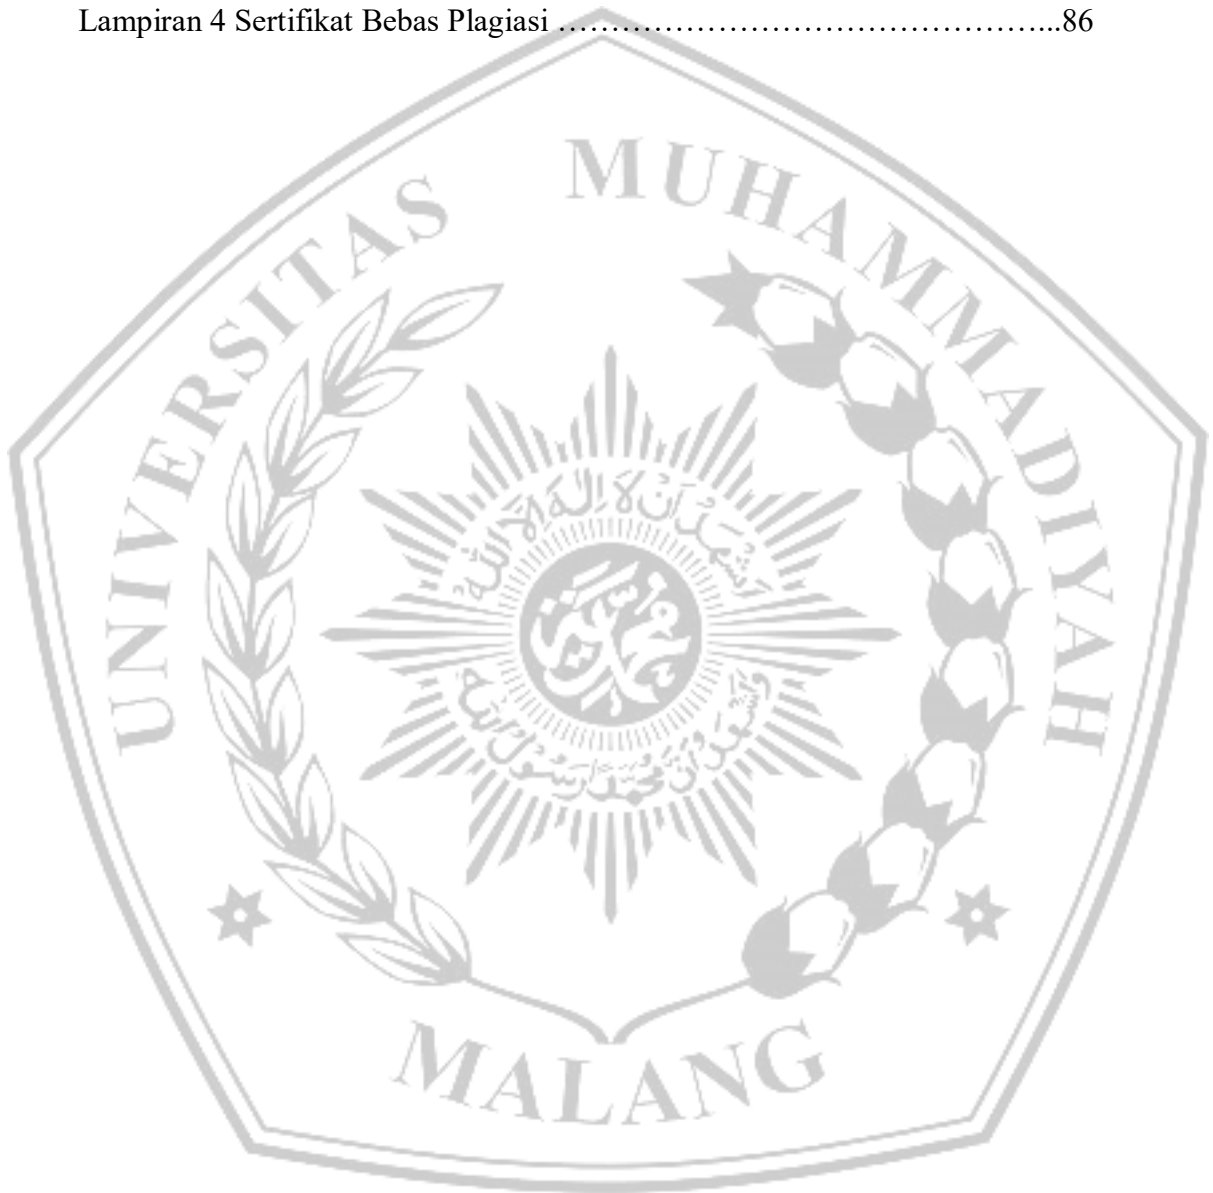 Lampiran 4 Sertifikat Bebas Plagiasi …………………………………………...86
UNIVERSITAS MUHAMMADIYAH
MALANG